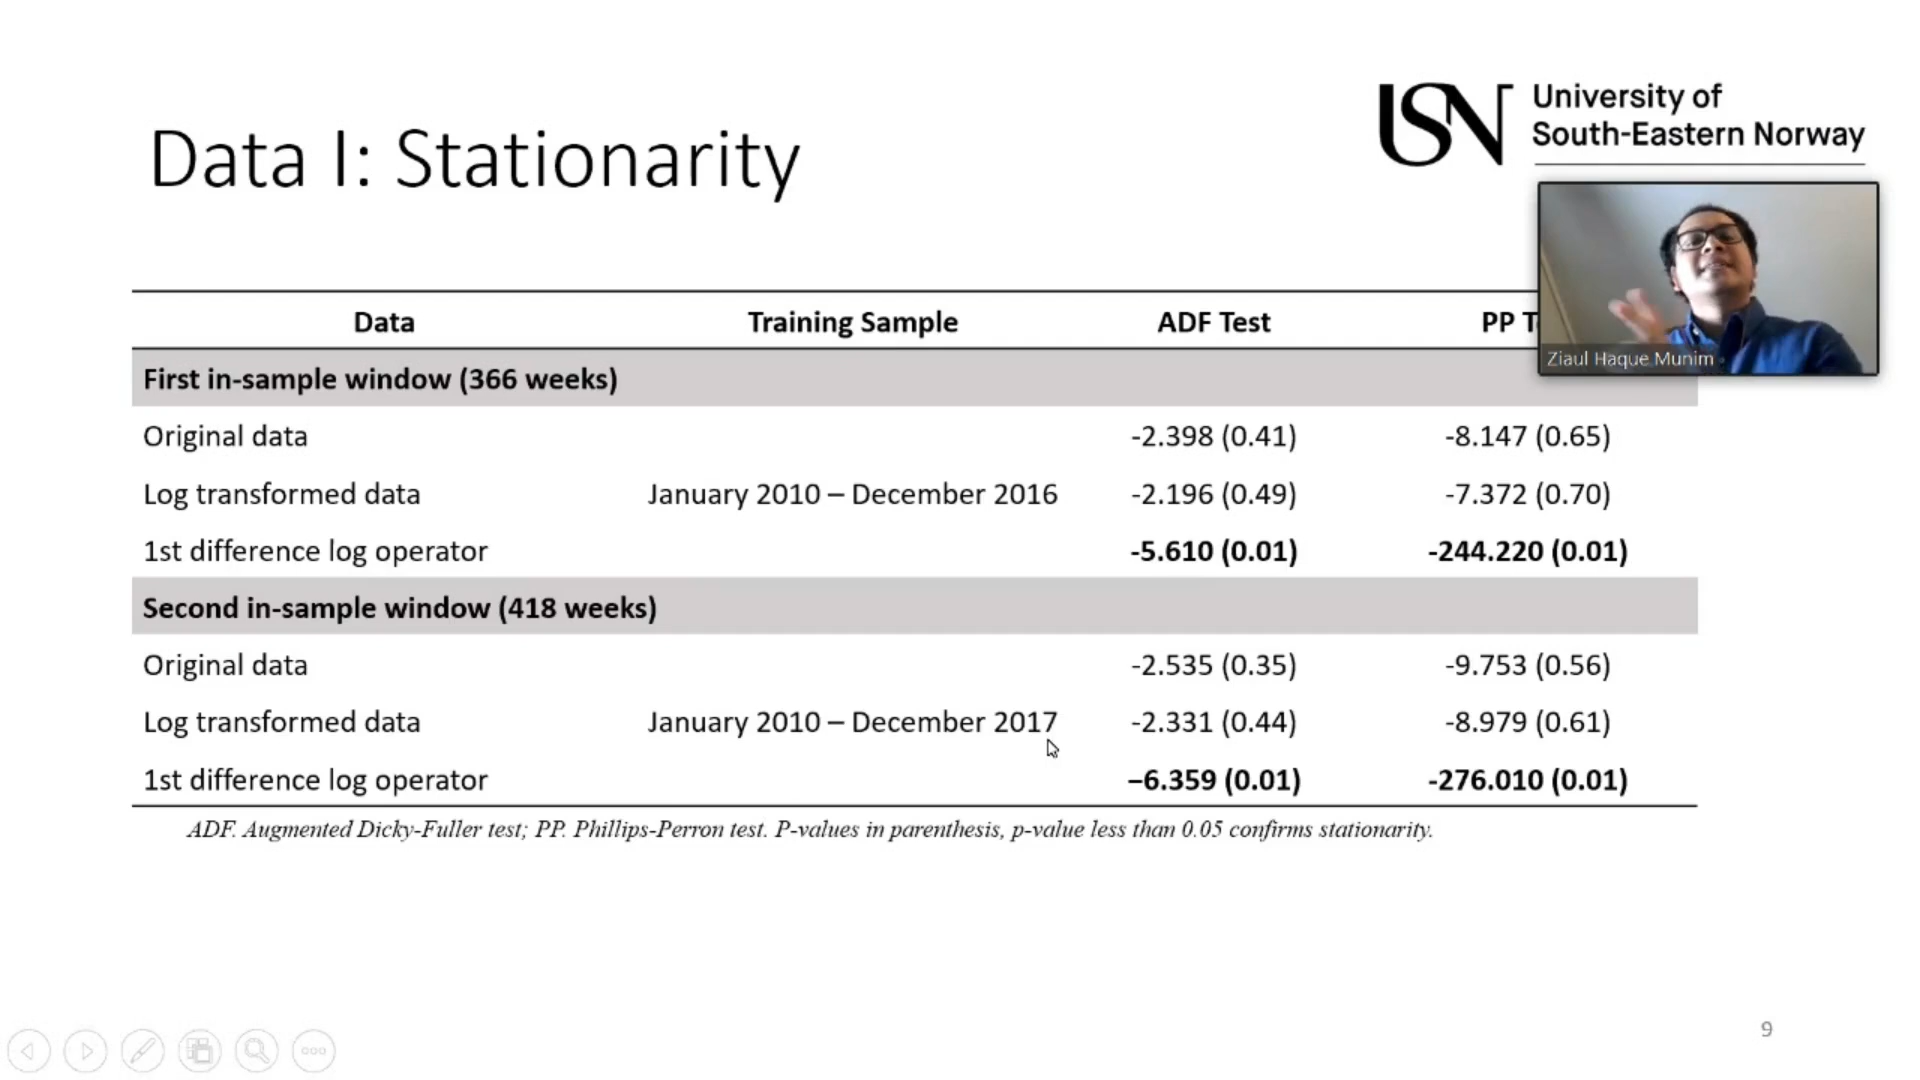 USN University of
South-Eastern Norway
Data I: Stationarity
Ziaul Haque Munim
Data Training Sample ADF Test PP
First in-sample window (366 weeks)
Original data -2.398 (0.41) -8.147 (0.65)
Log transformed data January 2010 – December 2016 -2.196 (0.49) -7.372 (0.70)
1st difference log operator -5.610 (0.01) -244.220 (0.01)
Second in-sample window (418 weeks)
Original data -2.535 (0.35) -9.753 (0.56)
Log transformed data January 2010 – December 2017 -2.331 (0.44) -8.979 (0.61)
1st difference log operator –6.359 (0.01) -276.010 (0.01)
ADF. Augmented Dicky-Fuller test; PP. Phillips-Perron test. P-values in parenthesis, p-value less than 0.05 confirms stationarity.
9